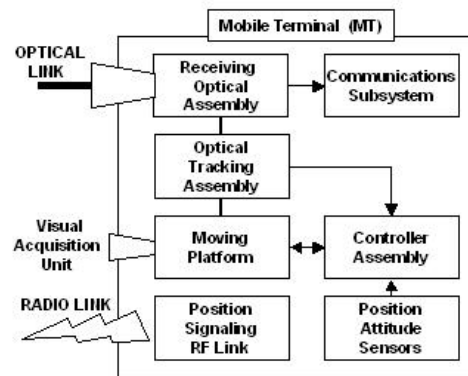 Mobile Terminal (MT)
OPTICAL
LINK
Receiving
Optical
Assembly
Communications
Subsystem
Optical
Tracking
Assembly
Visual
Acquisition
Unit
Moving
Platform
Controller
Assembly
RADIO LINK
Position
Signaling
RF Link
Position
Attitude
Sensors